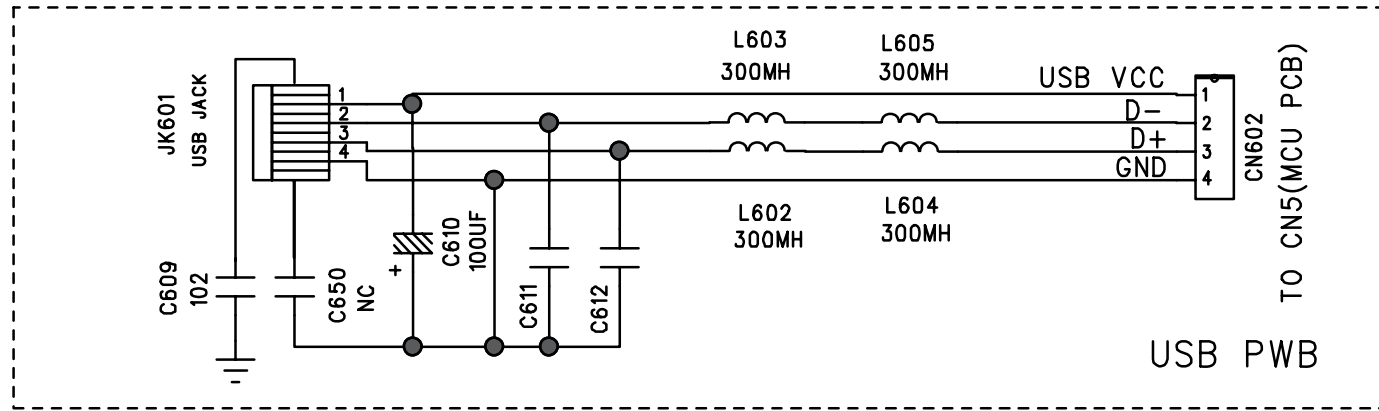 L603
300MH
L605
300MH
USB VCC
D-
D+
GND
1
2
3
4
CN602
TO CN5(MCU PCB)
JK601
USB JACK
1
2
3
4
L602
300MH
L604
300MH
C609
102
C650
NC
+
C610
100UF
C611
C612
USB PWB